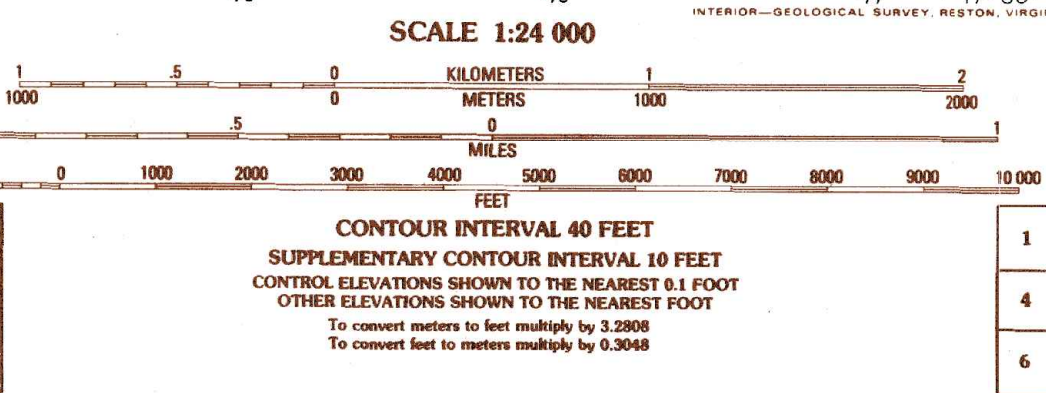 INTERIOR—GEOLOGICAL SURVEY, RESTON,
SCALE 1:24 000
1 .5 0 KILOMETERS 1 2
1000 0 METERS 1000 2000
.5 0 1
MILES
0 1000 2000 3000 4000 5000 6000 7000 8000 9000 10 000
FEET
CONTOUR INTERVAL 40 FEET
SUPPLEMENTARY CONTOUR INTERVAL 10 FEET
CONTROL ELEVATIONS SHOWN TO THE NEAREST 0.1 FOOT
OTHER ELEVATIONS SHOWN TO THE NEAREST FOOT
To convert meters to feet multiply by 3.2808
To convert feet to meters multiply by 0.3048
1
4
6